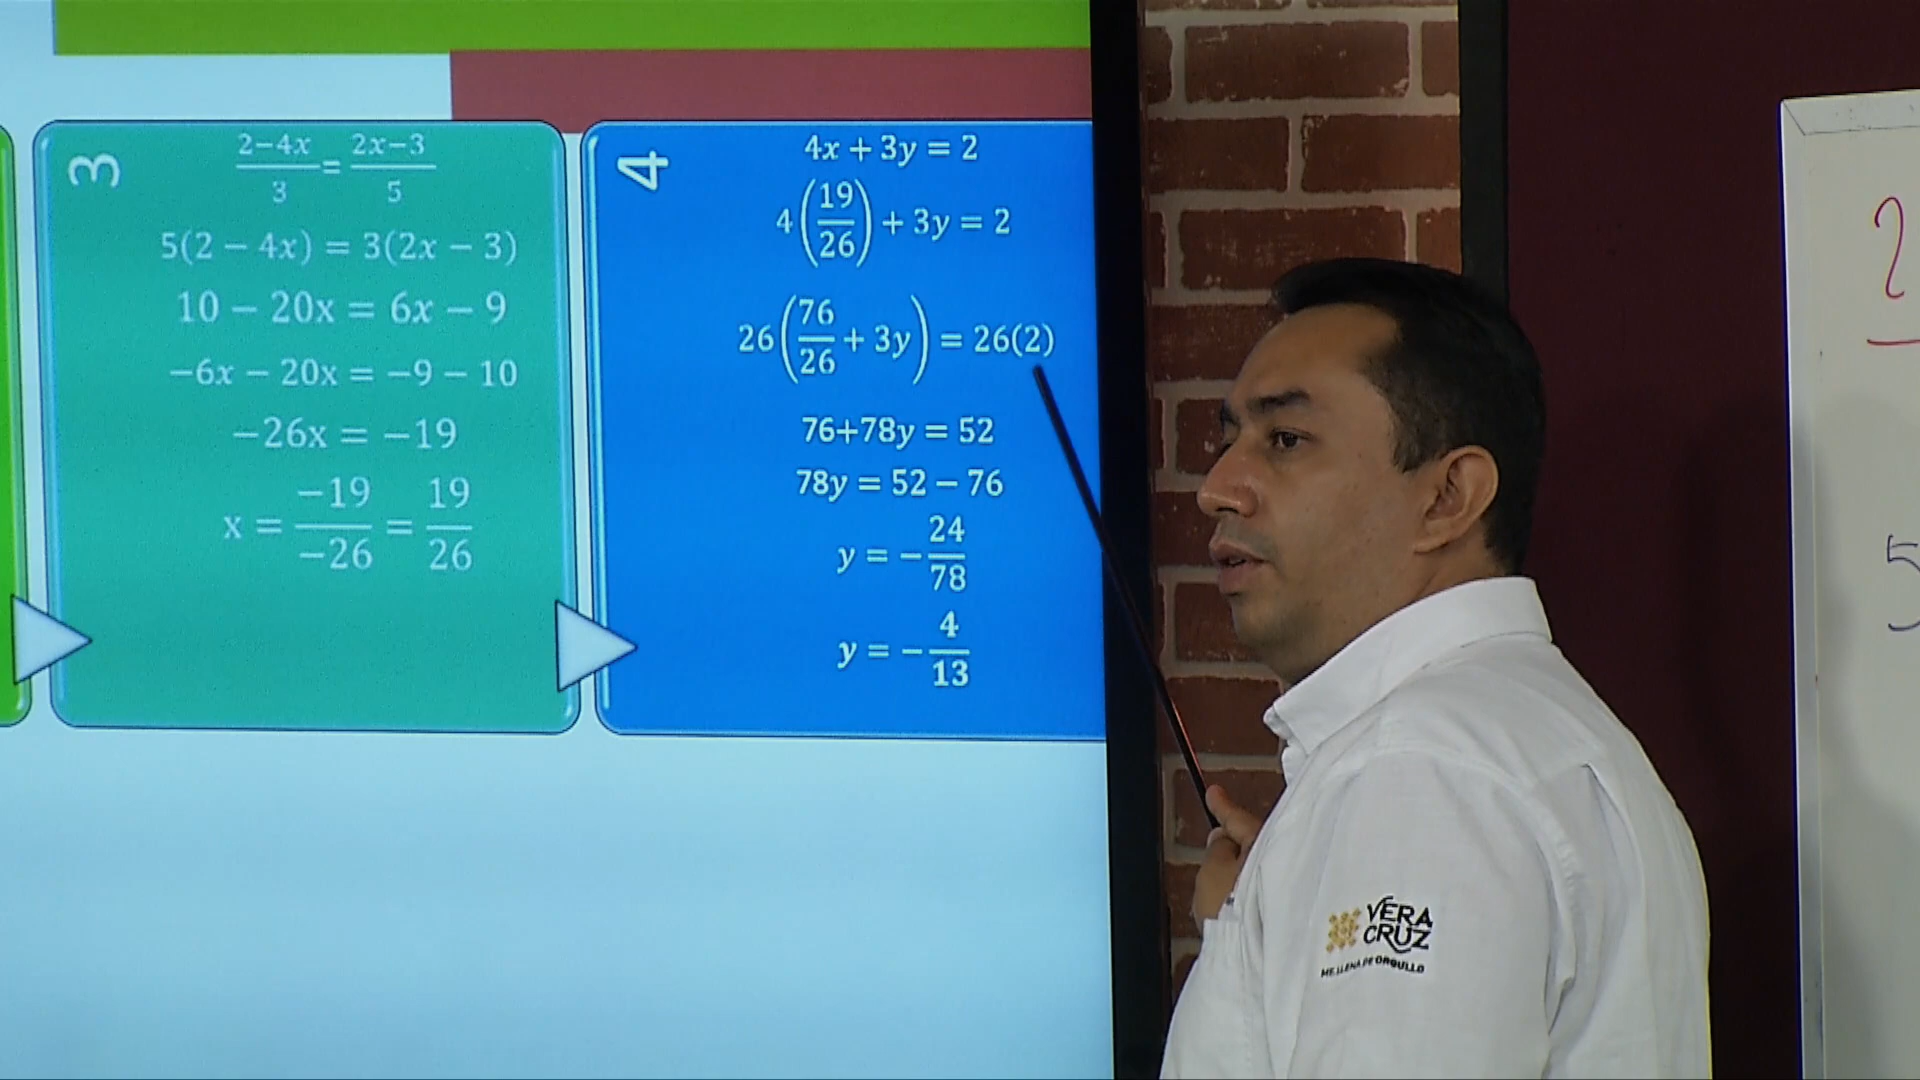 3
2−4x/3 = 2x−3/5
5(2 − 4x) = 3(2x − 3)
10 − 20x = 6x − 9
−6x − 20x = −9 − 10
−26x = −19
x = −19/−26 = 19/26
4
4x + 3y = 2
4(19/26) + 3y = 2
26(76/26 + 3y) = 26(2)
76+78y = 52
78y = 52 − 76
y = − 24/78
y = − 4/13
VERA
CRUZ
ME LLENA DE ORGULLO
2
5